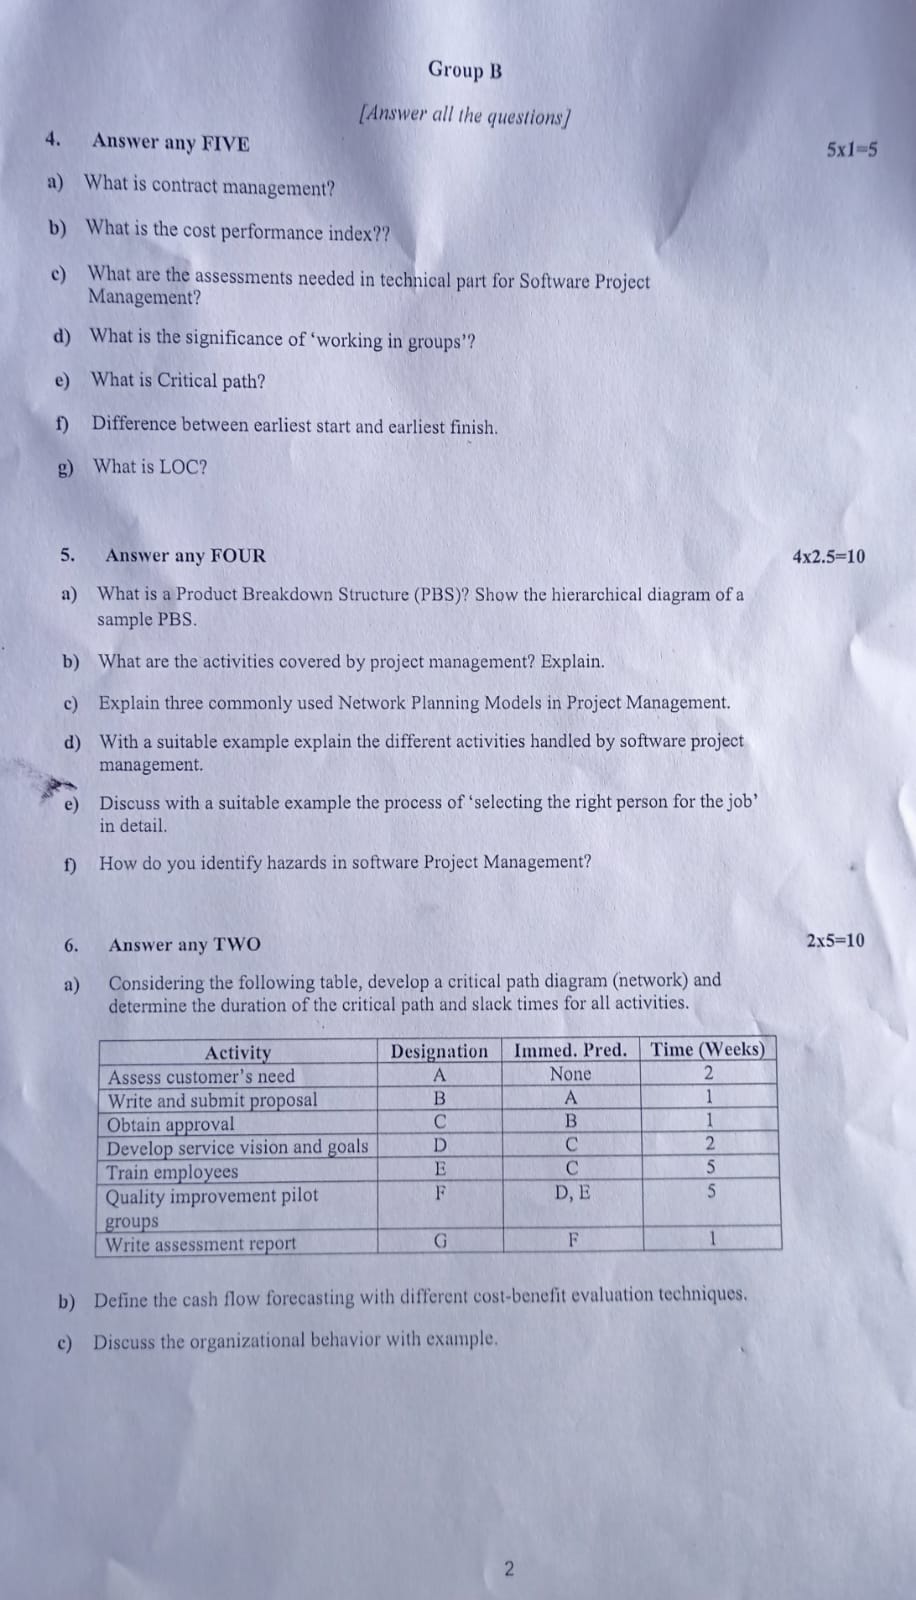 Group B
[Answer all the questions]
4. Answer any FIVE 5x1=5
a) What is contract management?
b) What is the cost performance index??
c) What are the assessments needed in technical part for Software Project
Management?
d) What is the significance of ‘working in groups’?
e) What is Critical path?
f) Difference between earliest start and earliest finish.
g) What is LOC?
5. Answer any FOUR 4x2.5=10
a) What is a Product Breakdown Structure (PBS)? Show the hierarchical diagram of a
sample PBS.
b) What are the activities covered by project management? Explain.
c) Explain three commonly used Network Planning Models in Project Management.
d) With a suitable example explain the different activities handled by software project
management.
e) Discuss with a suitable example the process of ‘selecting the right person for the job’
in detail.
f) How do you identify hazards in software Project Management?
6. Answer any TWO 2x5=10
a) Considering the following table, develop a critical path diagram (network) and
determine the duration of the critical path and slack times for all activities.
Activity Designation Immed. Pred. Time (Weeks)
Assess customer’s need A None 2
Write and submit proposal B A 1
Obtain approval C B 1
Develop service vision and goals D C 2
Train employees E C 5
Quality improvement pilot F D, E 5
groups
Write assessment report G F 1
b) Define the cash flow forecasting with different cost-benefit evaluation techniques.
c) Discuss the organizational behavior with example.
2